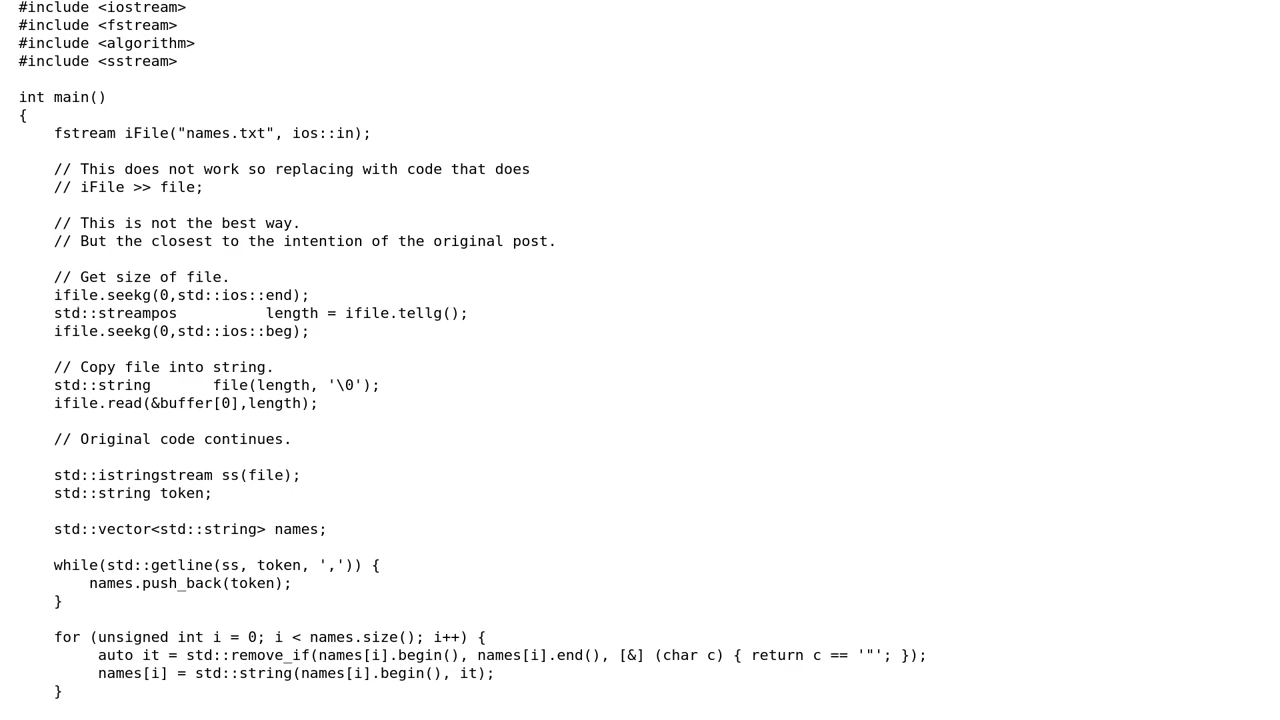 #include <iostream>
#include <fstream>
#include <algorithm>
#include <sstream>

int main()
{
    fstream iFile("names.txt", ios::in);

    // This does not work so replacing with code that does
    // iFile >> file;

    // This is not the best way.
    // But the closest to the intention of the original post.

    // Get size of file.
    ifile.seekg(0,std::ios::end);
    std::streampos          length = ifile.tellg();
    ifile.seekg(0,std::ios::beg);

    // Copy file into string.
    std::string       file(length, '\0');
    ifile.read(&buffer[0],length);

    // Original code continues.

    std::istringstream ss(file);
    std::string token;

    std::vector<std::string> names;

    while(std::getline(ss, token, ',')) {
        names.push_back(token);
    }

    for (unsigned int i = 0; i < names.size(); i++) {
         auto it = std::remove_if(names[i].begin(), names[i].end(), [&] (char c) { return c == '"'; });
         names[i] = std::string(names[i].begin(), it);
    }